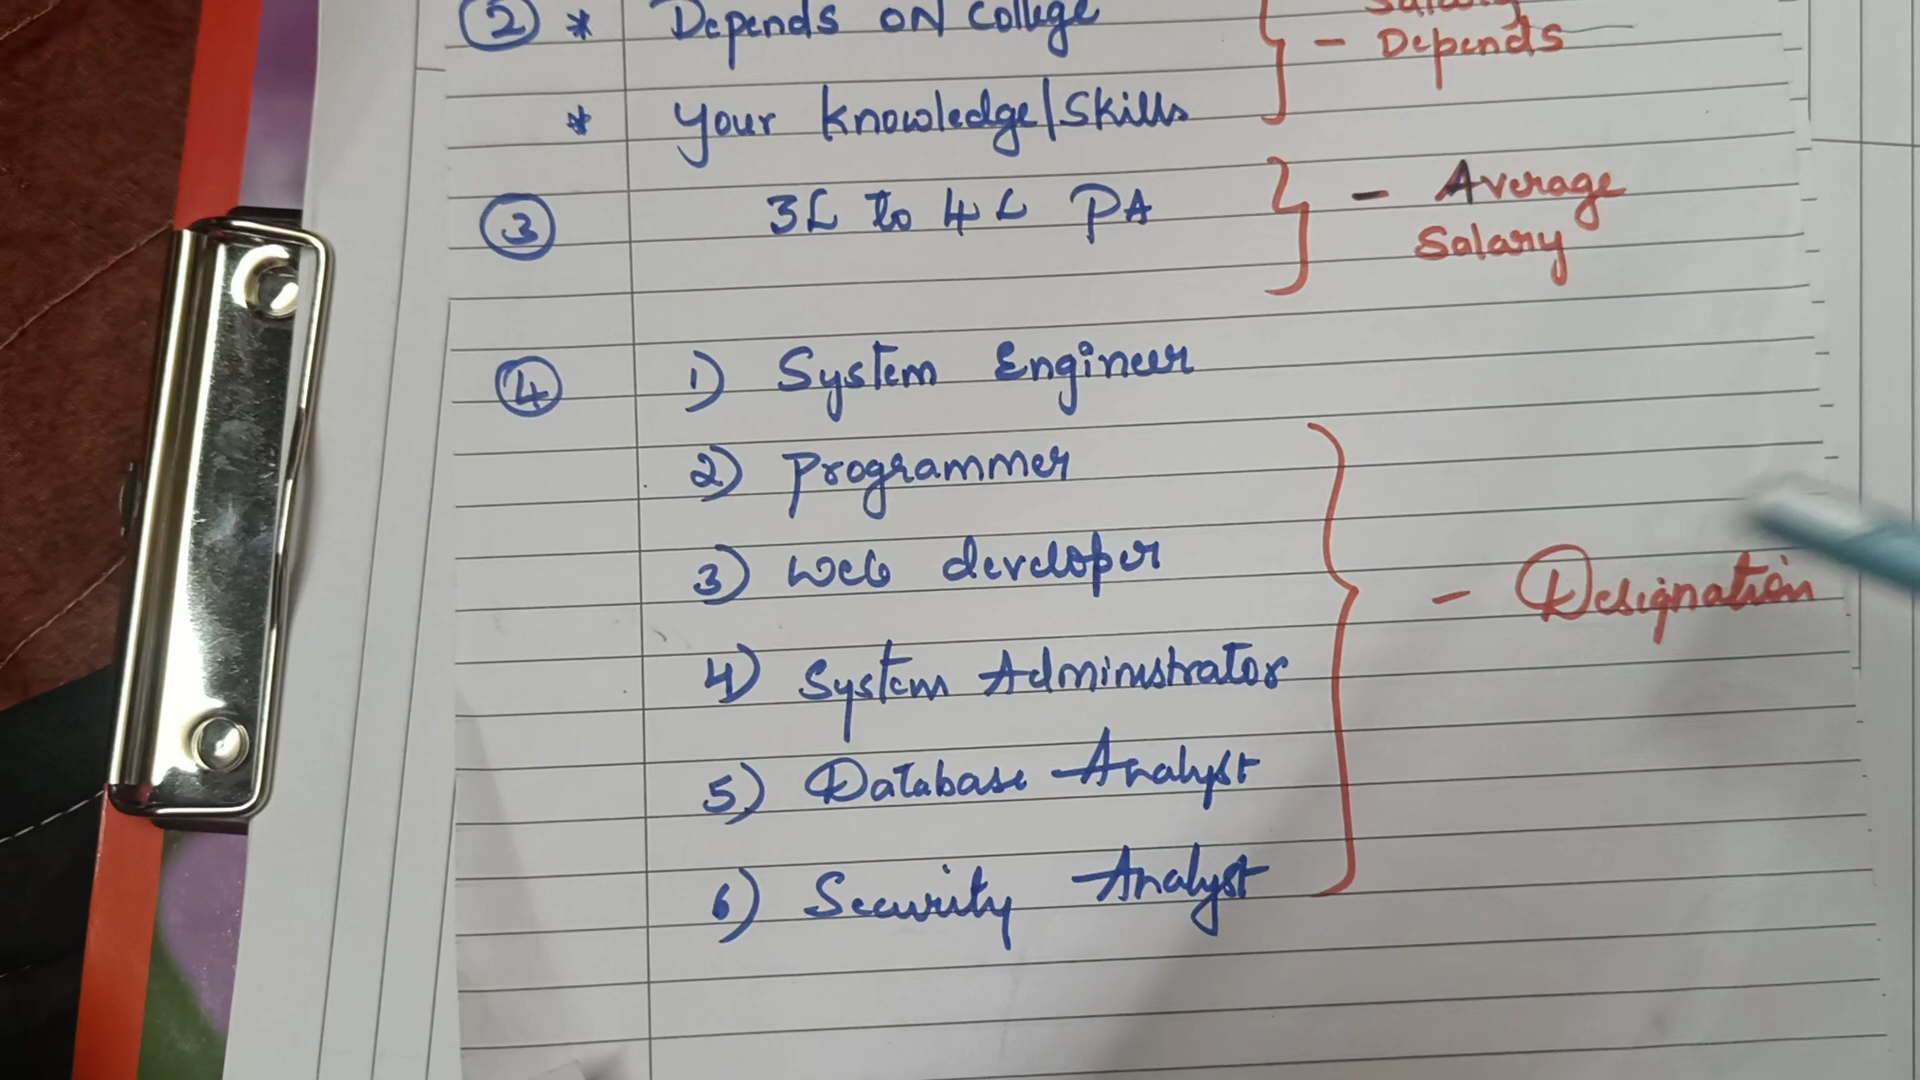 ② * Depends on College
Salary
- Depends
* Your knowledge/Skills
③ 3L to 4L PA
- Average
Salary
④ 1) System Engineer
2) Programmer
3) Web developer
- Designation
4) System Administrator
5) Database Analyst
6) Security Analyst